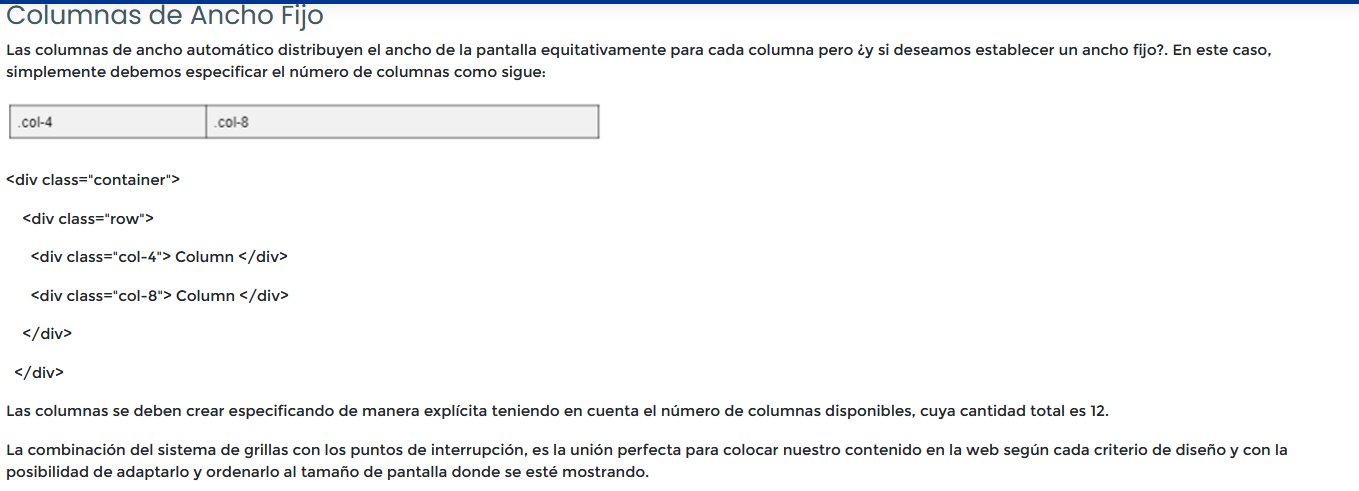 Columnas de Ancho Fijo
Las columnas de ancho automático distribuyen el ancho de la pantalla equitativamente para cada columna pero ¿y si deseamos establecer un ancho fijo?. En este caso,
simplemente debemos especificar el número de columnas como sigue:
.col-4 .col-8
<div class="container">
<div class="row">
<div class="col-4"> Column </div>
<div class="col-8"> Column </div>
</div>
</div>
Las columnas se deben crear especificando de manera explícita teniendo en cuenta el número de columnas disponibles, cuya cantidad total es 12.
La combinación del sistema de grillas con los puntos de interrupción, es la unión perfecta para colocar nuestro contenido en la web según cada criterio de diseño y con la
posibilidad de adaptarlo y ordenarlo al tamaño de pantalla donde se esté mostrando.